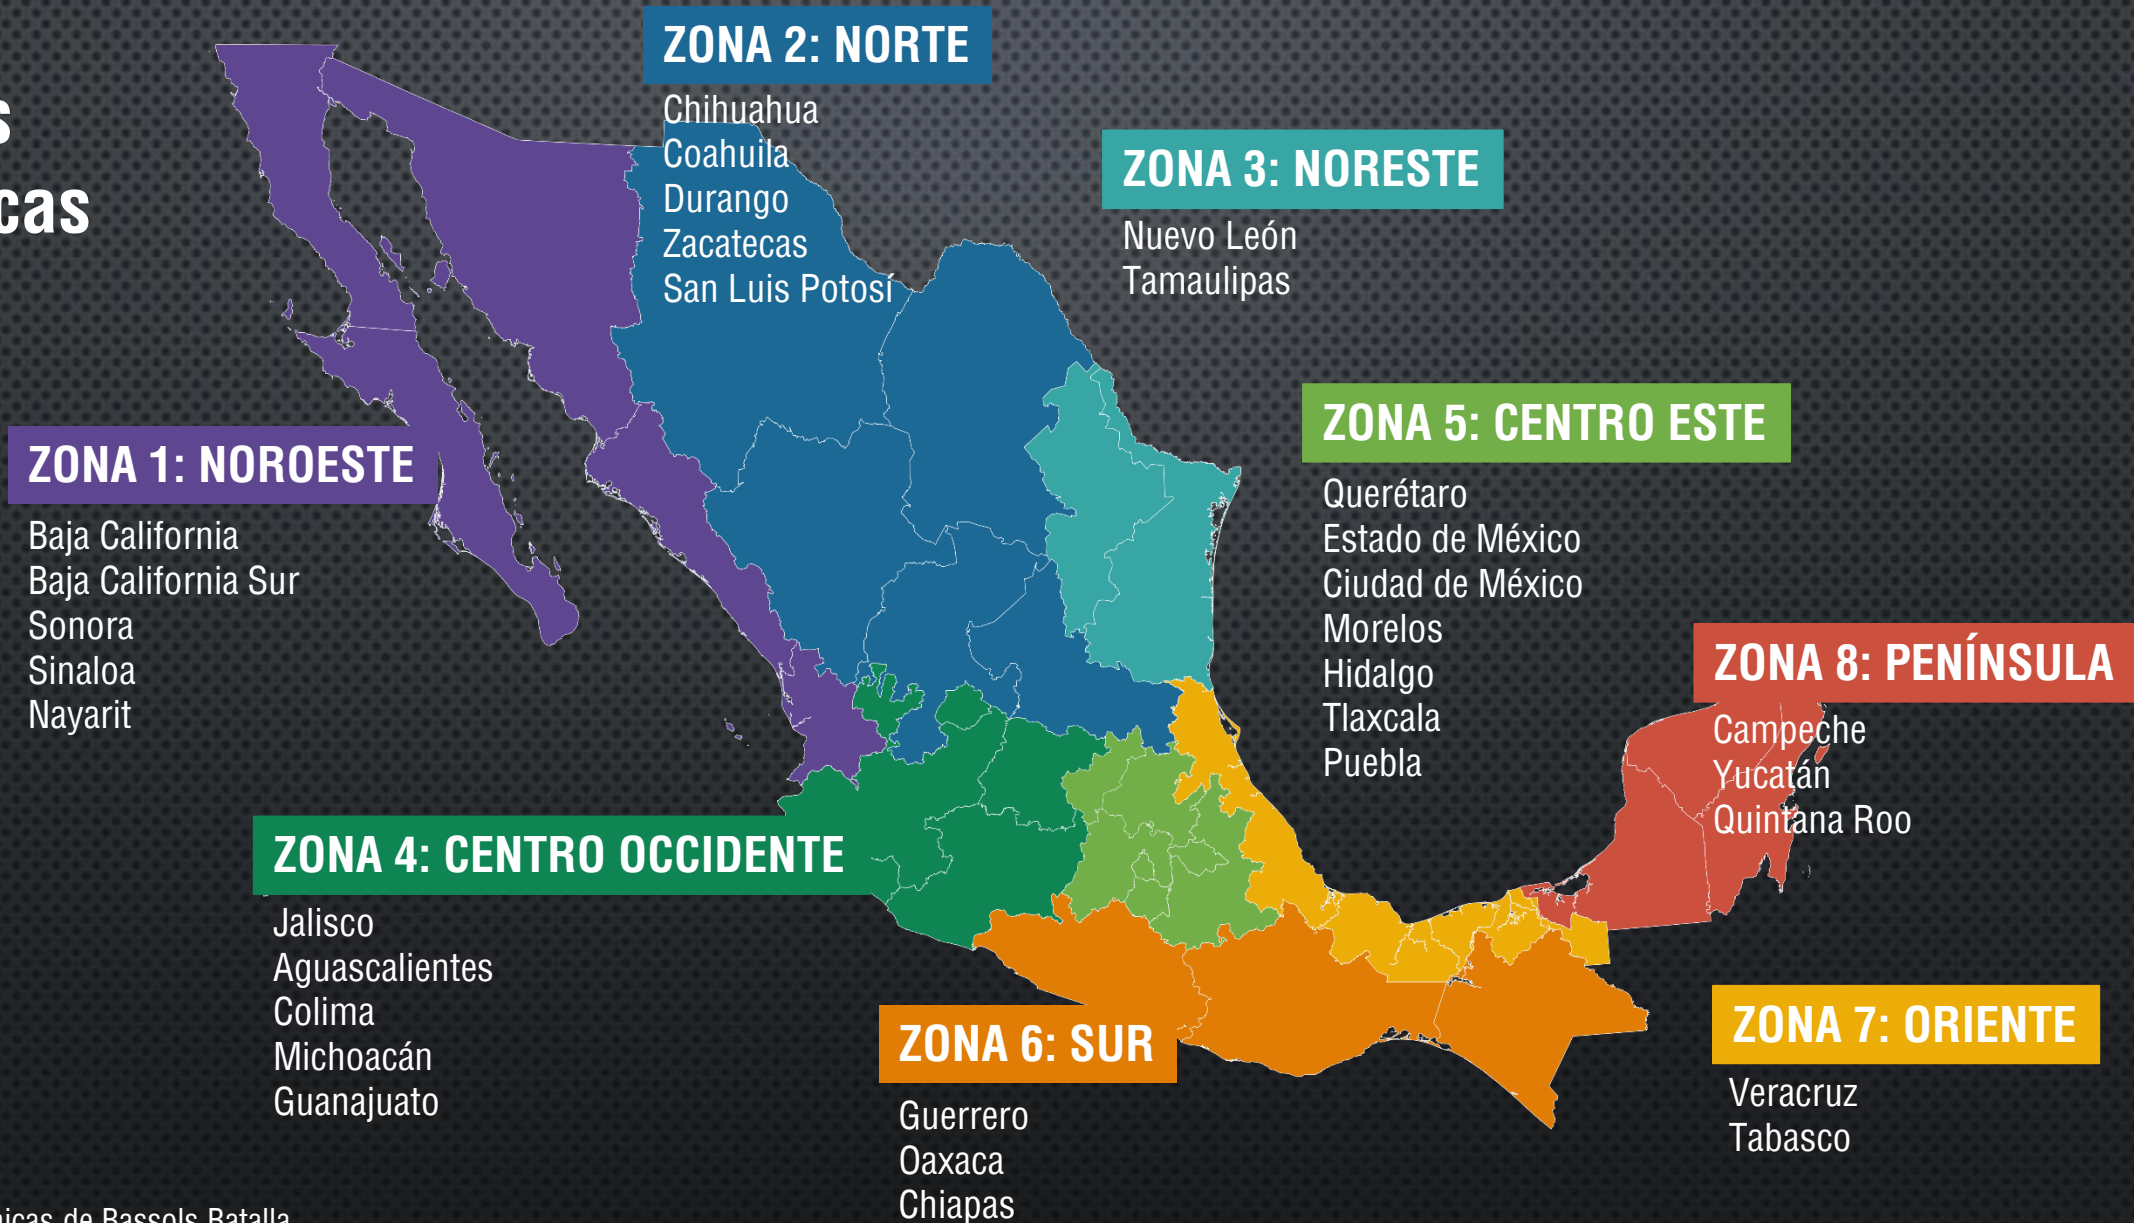 ZONA 2: NORTE
Chihuahua
Coahuila
Durango
Zacatecas
San Luis Potosí
ZONA 3: NORESTE
Nuevo León
Tamaulipas
ZONA 1: NOROESTE
Baja California
Baja California Sur
Sonora
Sinaloa
Nayarit
ZONA 5: CENTRO ESTE
Querétaro
Estado de México
Ciudad de México
Morelos
Hidalgo
Tlaxcala
Puebla
ZONA 8: PENÍNSULA
Campeche
Yucatán
Quintana Roo
ZONA 4: CENTRO OCCIDENTE
Jalisco
Aguascalientes
Colima
Michoacán
Guanajuato
ZONA 6: SUR
Guerrero
Oaxaca
Chiapas
ZONA 7: ORIENTE
Veracruz
Tabasco
de Bassols Batalla